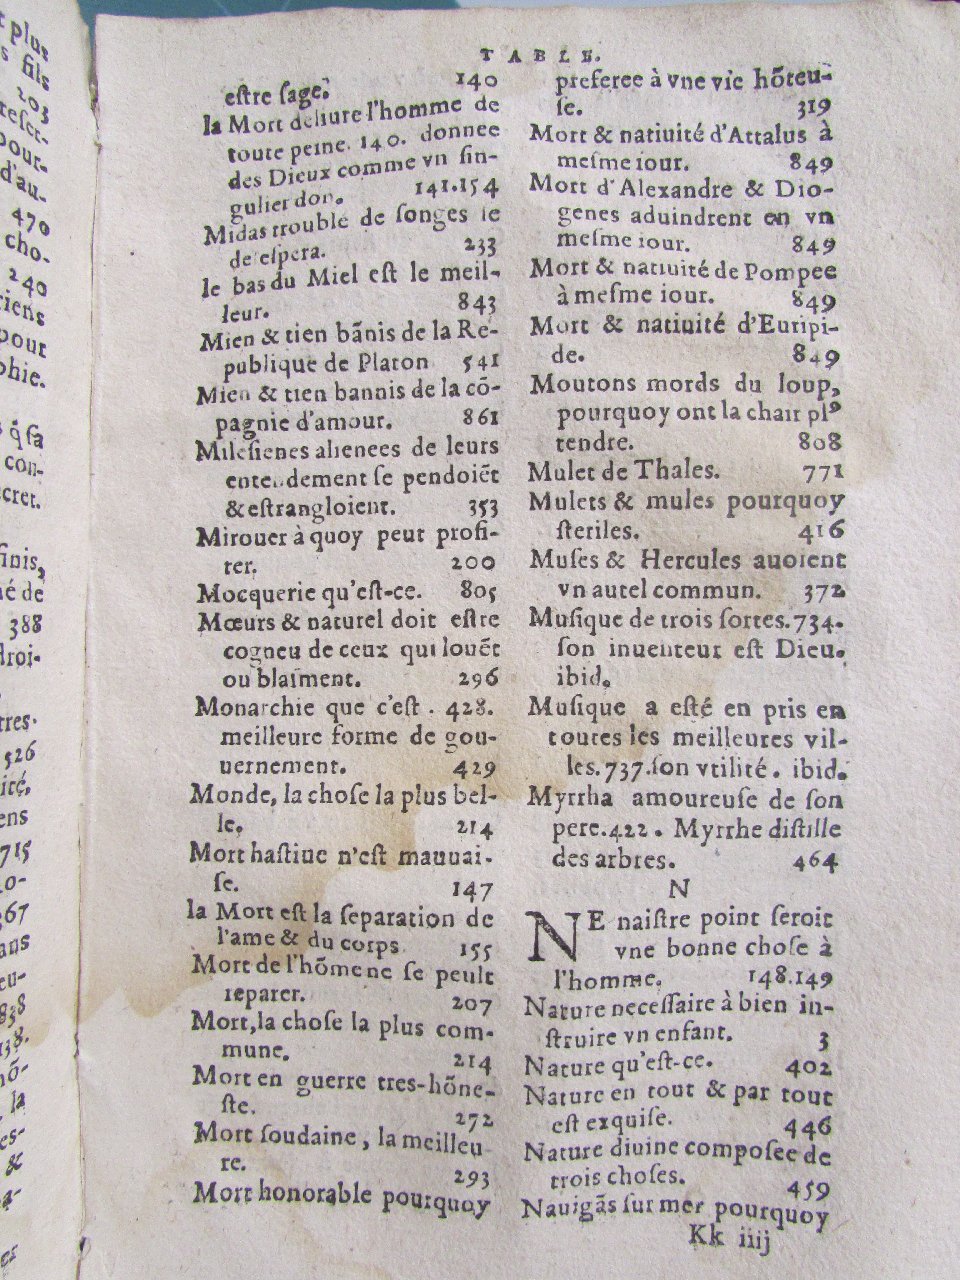 TABLE.
estre sage. 140
la Mort deliure l'homme de
toute peine. 140. donnee
des Dieux comme vn sin-
gulier don. 141.154
Midas trouble de songes se
desespera. 233
le bas du Miel est le meil-
leur. 843
Mien & tien bānis de la Re-
publique de Platon 541
Mien & tien bannis de la cō-
pagnie d'amour. 861
Milesienes alienees de leurs
entendement se pendoiēt
& estrangloient. 353
Mirouer à quoy peut profi-
ter. 200
Mocquerie qu'est-ce. 805
Mœurs & naturel doit estre
cogneu de ceux qui louēt
ou blasment. 296
Monarchie que c'est. 428.
meilleure forme de gou-
uernement. 429
Monde, la chose la plus bel-
le. 214
Mort hastiue n'est mauuai-
se. 147
la Mort est la separation de
l'ame & du corps 155
Mort de l'hōme ne se peult
reparer. 207
Mort, la chose la plus com-
mune. 214
Mort en guerre tres-hōne-
ste. 272
Mort soudaine, la meilleu-
re. 293
Mort honorable pourquoy
preferee à vne vie hōteu-
se. 319
Mort & natiuité d'Attalus à
mesme iour. 849
Mort d'Alexandre & Dio-
genes aduindrent en vn
mesme iour. 849
Mort & natiuité de Pompee
à mesme iour. 849
Mort & natiuité d'Euripi-
de. 849
Moutons mords du loup,
pourquoy ont la chair plꝰ
tendre. 808
Mulet de Thales. 771
Mulets & mules pourquoy
steriles. 416
Muses & Hercules auoient
vn autel commun. 372
Musique de trois sortes. 734.
son inuenteur est Dieu.
ibid.
Musique a esté en pris en
toutes les meilleures vil-
les. 737. son vtilité. ibid.
Myrrha amoureuse de son
pere. 422. Myrrhe distille
des arbres. 464
N
NE naistre point seroit
vne bonne chose à
l'homme. 148.149
Nature necessaire à bien in-
struire vn enfant. 3
Nature qu'est-ce. 402
Nature en tout & par tout
est exquise. 446
Nature diuine composee de
trois choses. 459
Nauigās sur mer pourquoy
Kk iiij